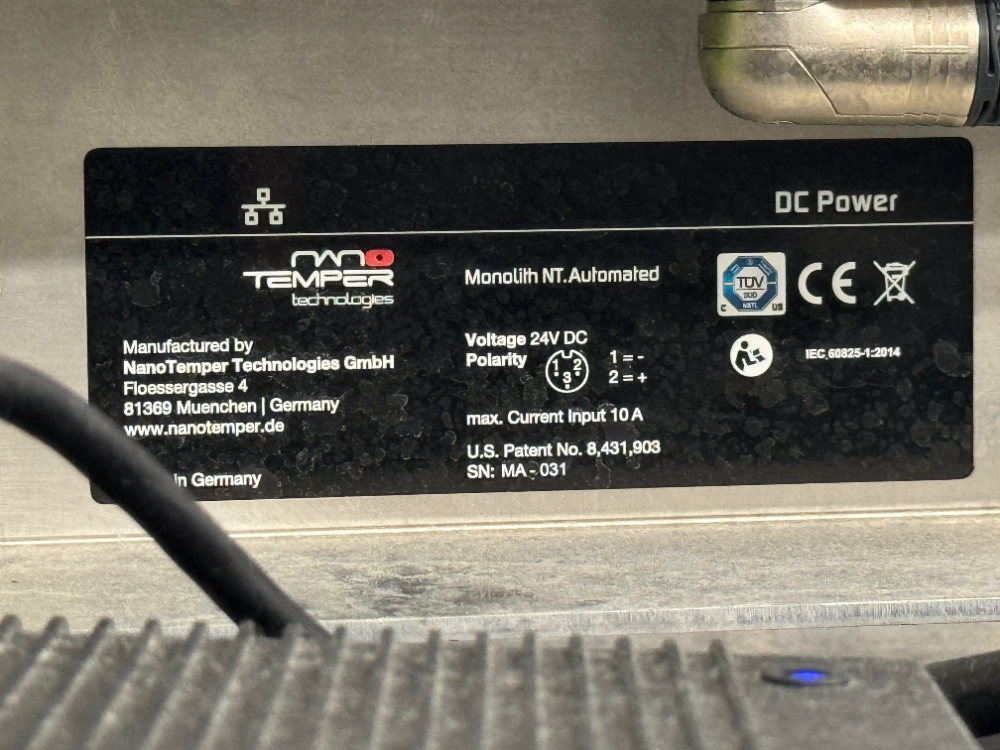 DC Power
NANO
TEMPER
technologies
Manufactured by
NanoTemper Technologies GmbH
Floessergasse 4
81369 Muenchen | Germany
www.nanotemper.de
in Germany
Monolith NT.Automated
Voltage 24V DC
Polarity 1 2 3 1 = -
2 = +
max. Current Input 10 A
U.S. Patent No. 8,431,903
SN: MA - 031
TÜV
SÜD
C US
CE
IEC 60825-1:2014